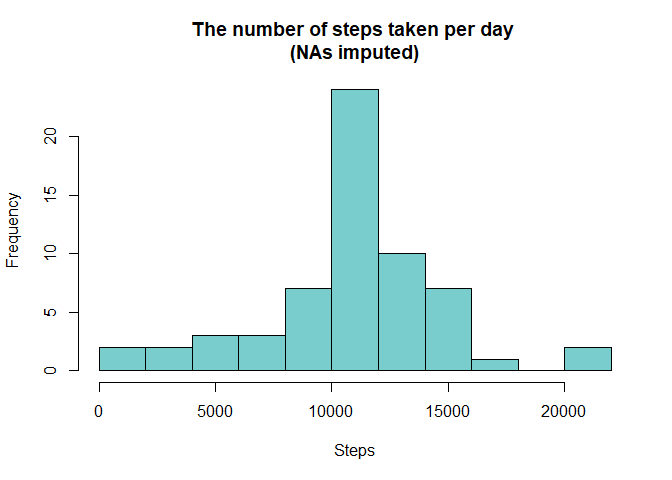 The number of steps taken per day
(NAs imputed)
20
15
10
5
0
Frequency
0 5000 10000 15000 20000
Steps